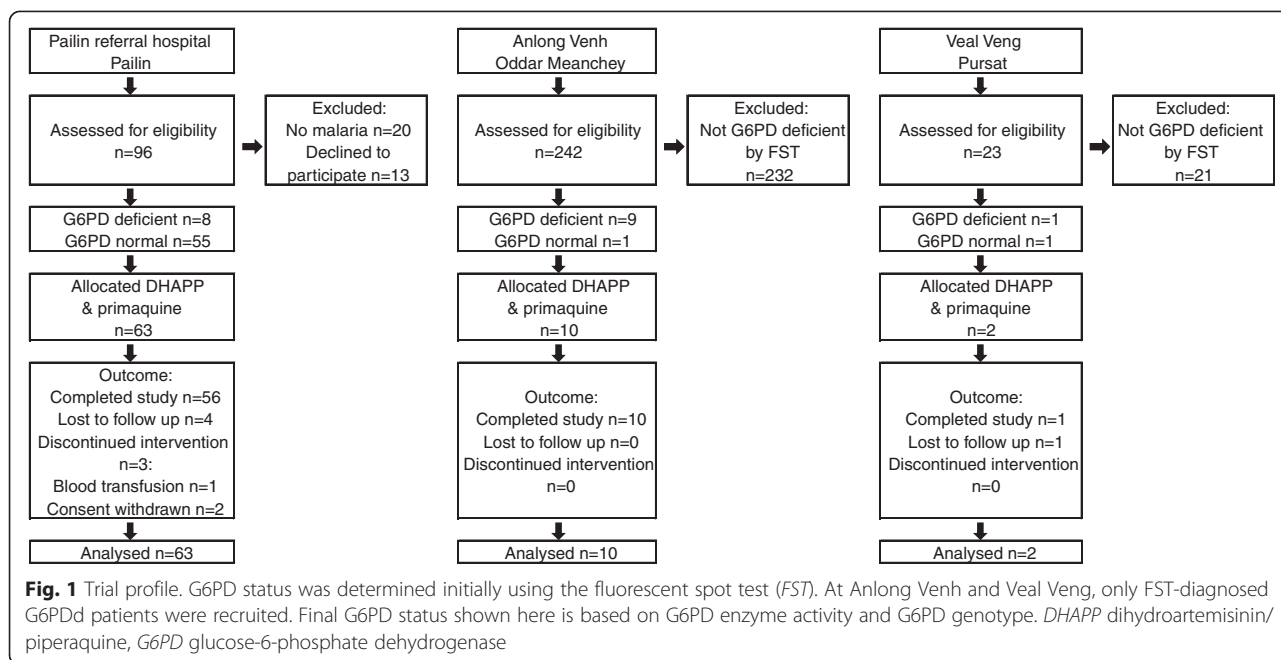 Pailin referral hospital
Pailin
Assessed for eligibility
n=96
Excluded:
No malaria n=20
Declined to
participate n=13
G6PD deficient n=8
G6PD normal n=55
Allocated DHAPP
& primaquine
n=63
Outcome:
Completed study n=56
Lost to follow up n=4
Discontinued intervention
n=3:
Blood transfusion n=1
Consent withdrawn n=2
Analysed n=63
Anlong Venh
Oddar Meanchey
Assessed for eligibility
n=242
Excluded:
Not G6PD deficient
by FST
n=232
G6PD deficient n=9
G6PD normal n=1
Allocated DHAPP
& primaquine
n=10
Outcome:
Completed study n=10
Lost to follow up n=0
Discontinued intervention
n=0
Analysed n=10
Veal Veng
Pursat
Assessed for eligibility
n=23
Excluded:
Not G6PD deficient
by FST
n=21
G6PD deficient n=1
G6PD normal n=1
Allocated DHAPP
& primaquine
n=2
Outcome:
Completed study n=1
Lost to follow up n=1
Discontinued intervention
n=0
Analysed n=2
Fig. 1 Trial profile. G6PD status was determined initially using the fluorescent spot test (FST). At Anlong Venh and Veal Veng, only FST-diagnosed
G6PDd patients were recruited. Final G6PD status shown here is based on G6PD enzyme activity and G6PD genotype. DHAPP dihydroartemisinin/
piperaquine, G6PD glucose-6-phosphate dehydrogenase